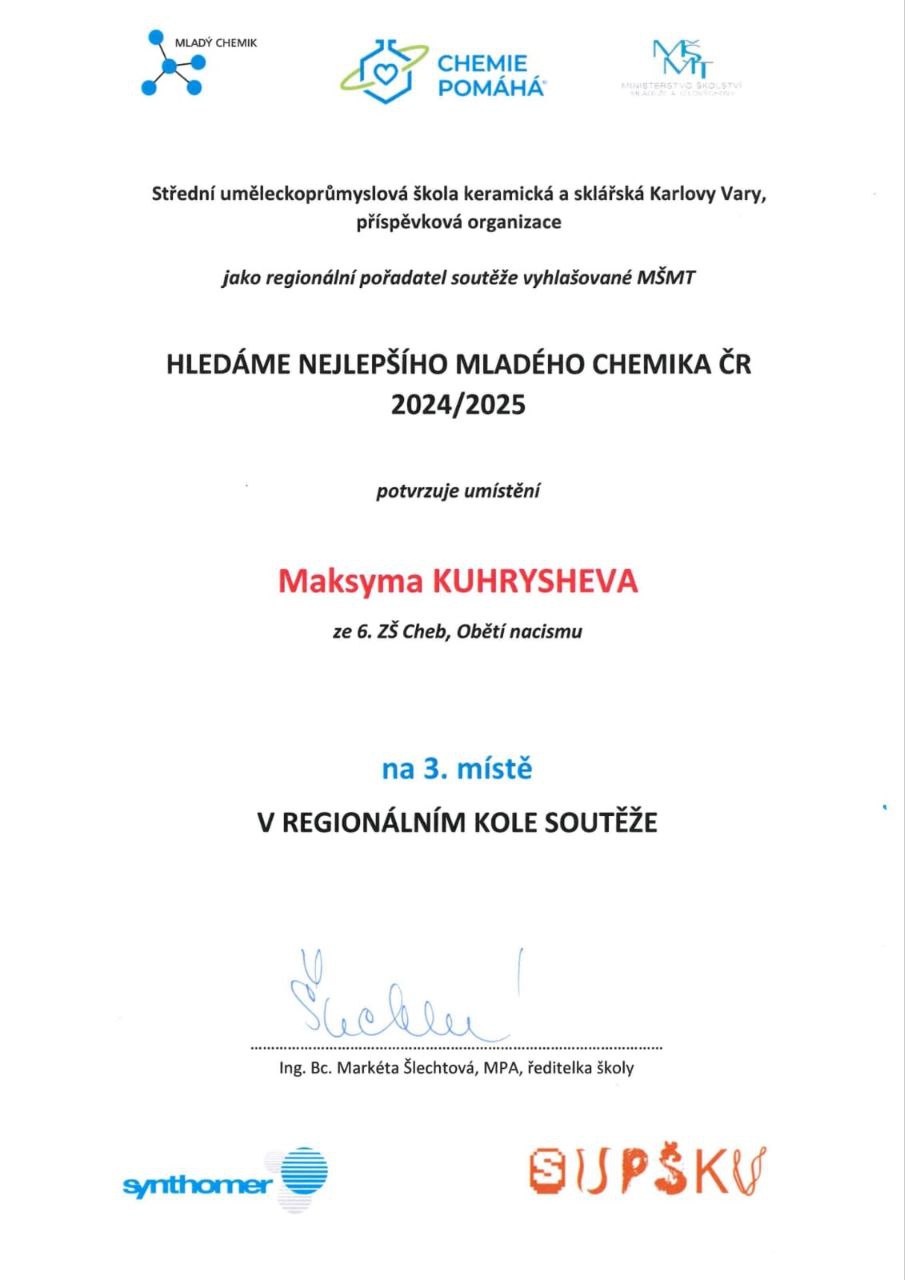 MLADÝ CHEMIK
CHEMIE
POMÁHÁ
MŠMT
MINISTERSTVO ŠKOLSTVÍ
MLÁDEŽE A TĚLOVÝCHOVY
Střední uměleckoprůmyslová škola keramická a sklářská Karlovy Vary,
příspěvková organizace
jako regionální pořadatel soutěže vyhlašované MŠMT
HLEDÁME NEJLEPŠÍHO MLADÉHO CHEMIKA ČR
2024/2025
potvrzuje umístění
Maksyma KUHRYSHEVA
ze 6. ZŠ Cheb, Obětí nacismu
na 3. místě
V REGIONÁLNÍM KOLE SOUTĚŽE
Ing. Bc. Markéta Šlechtová, MPA, ředitelka školy
synthomer
SUPŠKV